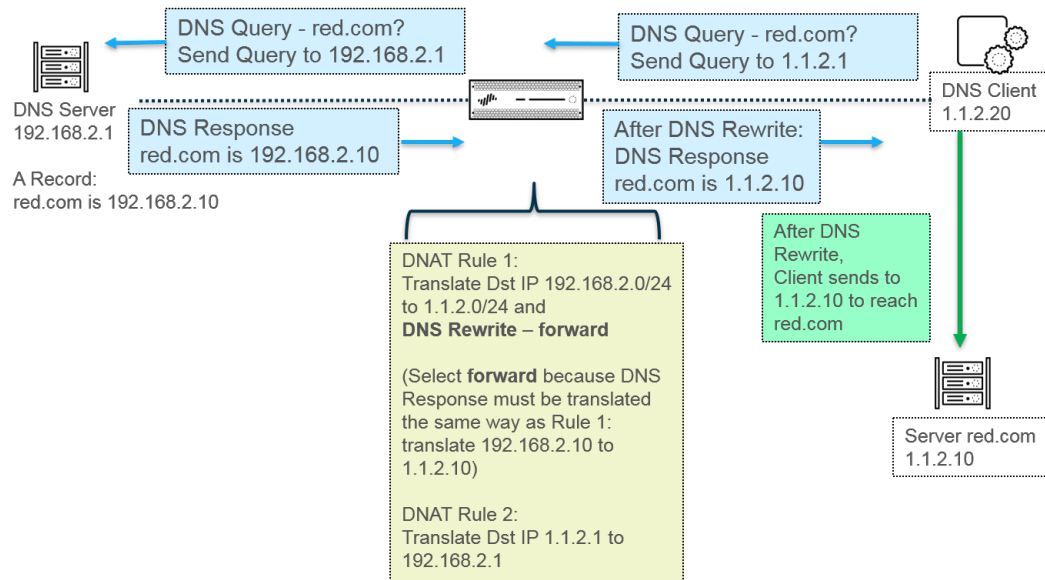 DNS Query - red.com?
Send Query to 192.168.2.1
DNS Query - red.com?
Send Query to 1.1.2.1
DNS Server
192.168.2.1
DNS Client
1.1.2.20
DNS Response
red.com is 192.168.2.10
After DNS Rewrite:
DNS Response
red.com is 1.1.2.10
A Record:
red.com is 192.168.2.10
After DNS
Rewrite,
Client sends to
1.1.2.10 to reach
red.com
DNAT Rule 1:
Translate Dst IP 192.168.2.0/24
to 1.1.2.0/24 and
DNS Rewrite – forward
(Select forward because DNS
Response must be translated
the same way as Rule 1:
translate 192.168.2.10 to
1.1.2.10)
DNAT Rule 2:
Translate Dst IP 1.1.2.1 to
192.168.2.1
Server red.com
1.1.2.10